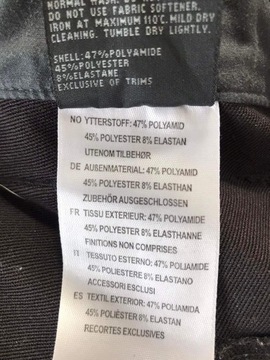 NORMAL WASH.
DO NOT USE FABRIC SOFTENER.
IRON AT MAXIMUM 110°C. MILD DRY
CLEANING. TUMBLE DRY LIGHTLY.
SHELL: 47%POLYAMIDE
45%POLYESTER
8%ELASTANE
EXCLUSIVE OF TRIMS
NO YTTERSTOFF: 47% POLYAMID
45% POLYESTER 8% ELASTAN
UTENOM TILBEHØR
DE AUSENMATERIAL: 47% POLYAMID
45% POLYESTER 8% ELASTHAN
ZUBEHÖR AUSGESCHLOSSEN
FR TISSU EXTERIEUR: 47% POLYAMIDE
45% POLYESTER 8% ELASTHANNE
FINITIONS NON COMPRISES
IT TESSUTO ESTERNO: 47% POLIAMIDE
45% POLIESTERE 8% ELASTANO
ACCESSORI ESCLUSI
ES TEXTIL EXTERIOR: 47% POLIAMIDA
45% POLIÉSTER 8% ELASTAN
RECORTES EXCLUSIVES